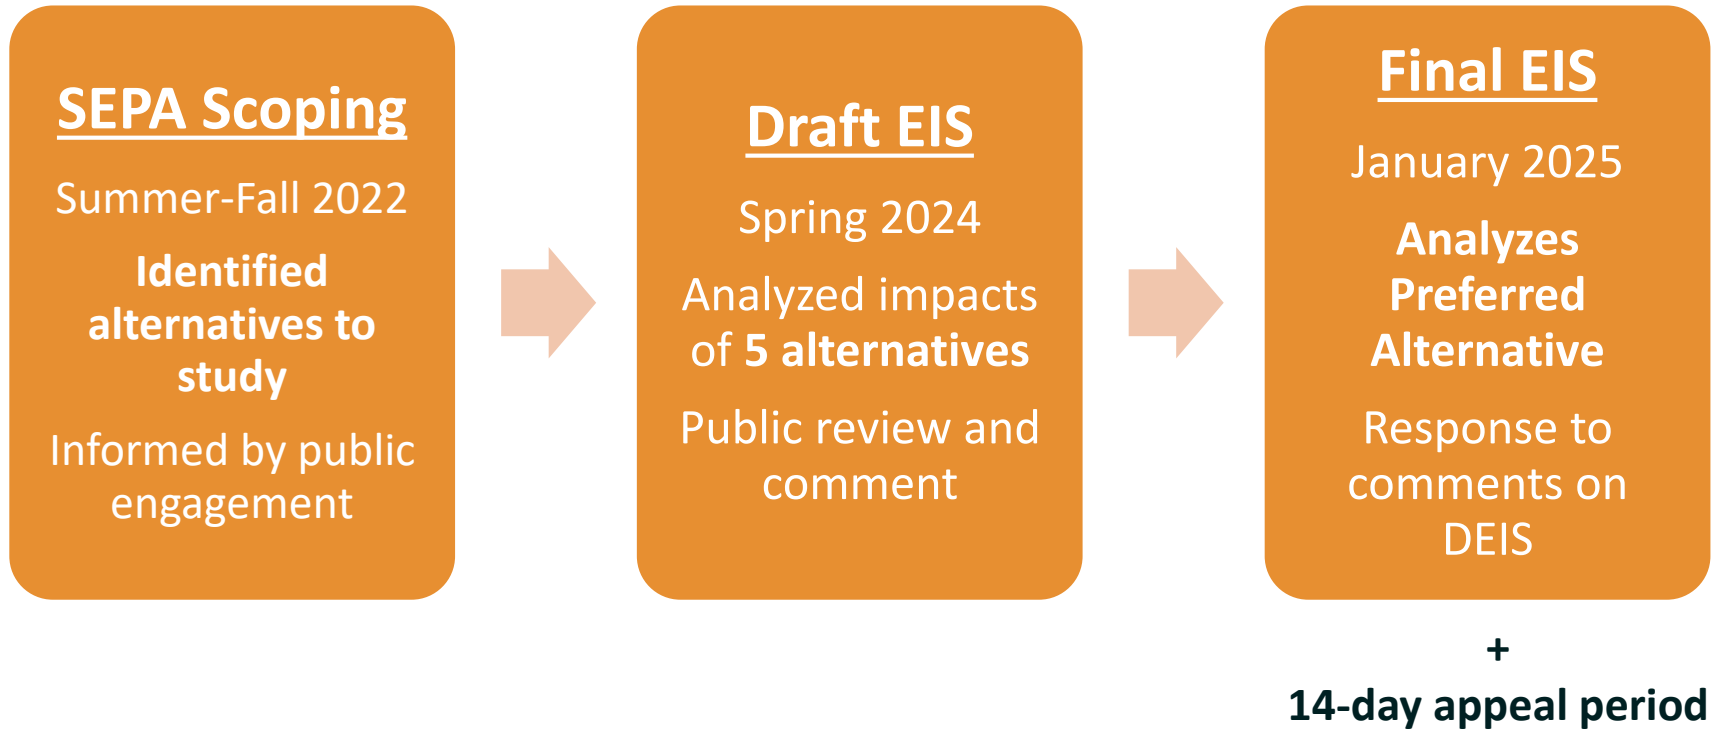 SEPA Scoping
Summer-Fall 2022
Identified
alternatives to
study
Informed by public
engagement
Draft EIS
Spring 2024
Analyzed impacts
of 5 alternatives
Public review and
comment
Final EIS
January 2025
Analyzes
Preferred
Alternative
Response to
comments on
DEIS
+
14-day appeal period